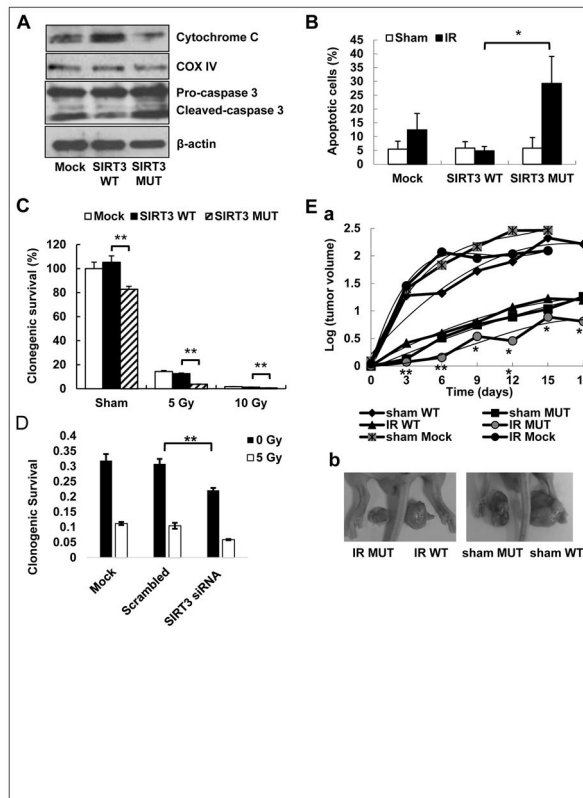 A
Cytochrome C
COX IV
Pro-caspase 3
Cleaved-caspase 3
β-actin
Mock SIRT3 SIRT3
WT MUT
B
Sham IR
Apoptotic cells (%)
40
35
30
25
20
15
10
5
0
*
Mock SIRT3 WT SIRT3 MUT
C
Mock SIRT3 WT SIRT3 MUT
Clonegenic survival (%)
120
100
80
60
40
20
0
**
**
**
Sham 5 Gy 10 Gy
D
Clonogenic Survival
0.4
0.35
0.3
0.25
0.2
0.15
0.1
0.05
0
**
0 Gy
5 Gy
Mock
Scrambled
SIRT3 siRNA
E a
Log (tumor volume)
2.5
2
1.5
1
0.5
0
** ** * * * *
0 3 6 9 12 15
Time (days)
sham WT sham MUT
IR WT IR MUT
sham Mock IR Mock
b
IR MUT IR WT sham MUT sham WT